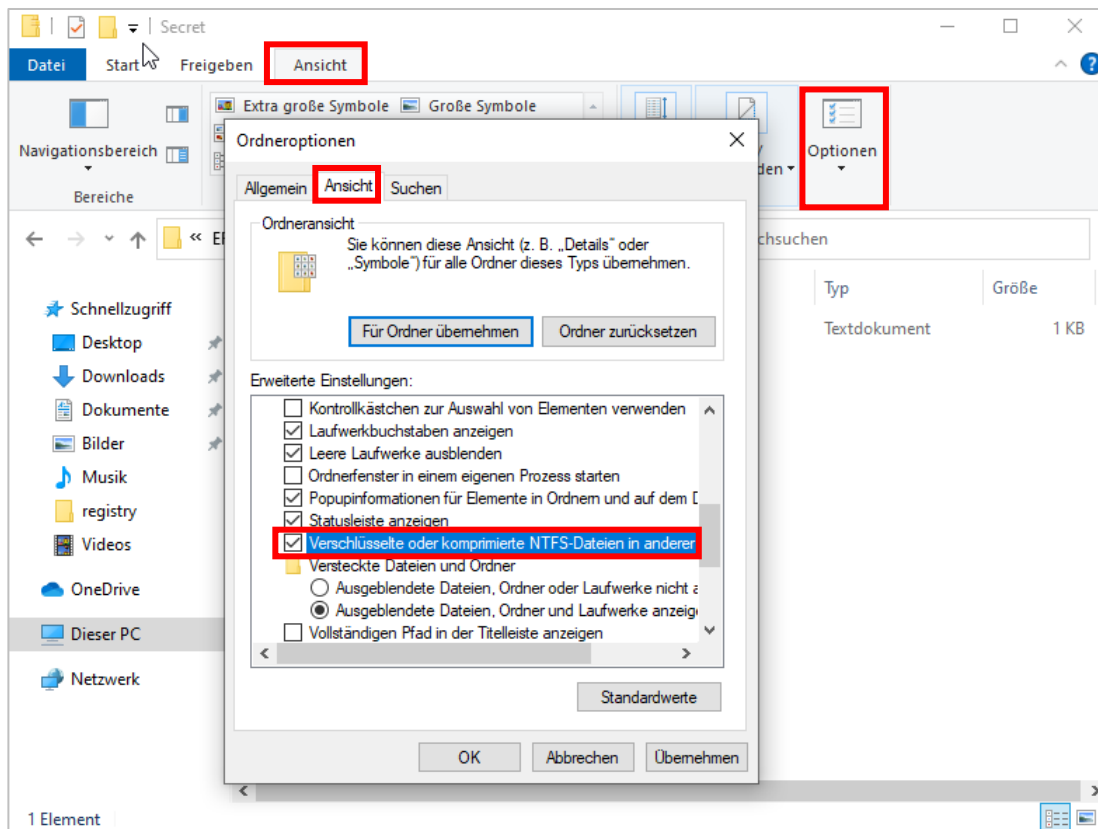 Secret
Datei Start Freigeben Ansicht
Extra große Symbole Große Symbole
Navigationsbereich
Optionen
Bereiche
Ordneroptionen
Allgemein Ansicht Suchen
Ordneransicht
Sie können diese Ansicht (z. B. „Details" oder
„Symbole") für alle Ordner dieses Typs übernehmen.
Für Ordner übernehmen Ordner zurücksetzen
Erweiterte Einstellungen:
Kontrollkästchen zur Auswahl von Elementen verwenden
Laufwerkbuchstaben anzeigen
Leere Laufwerke ausblenden
Ordnerfenster in einem eigenen Prozess starten
Popupinformationen für Elemente in Ordnern und auf dem
Statusleiste anzeigen
Verschlüsselte oder komprimierte NTFS-Dateien in anderer
Versteckte Dateien und Ordner
Ausgeblendete Dateien, Ordner oder Laufwerke nicht
Ausgeblendete Dateien, Ordner und Laufwerke anzeig
Vollständigen Pfad in der Titelleiste anzeigen
Standardwerte
OK Abbrechen Übernehmen
Schnellzugriff
Desktop
Downloads
Dokumente
Bilder
Musik
registry
Videos
OneDrive
Dieser PC
Netzwerk
chsuchen
Typ Größe
Textdokument 1 KB
1 Element